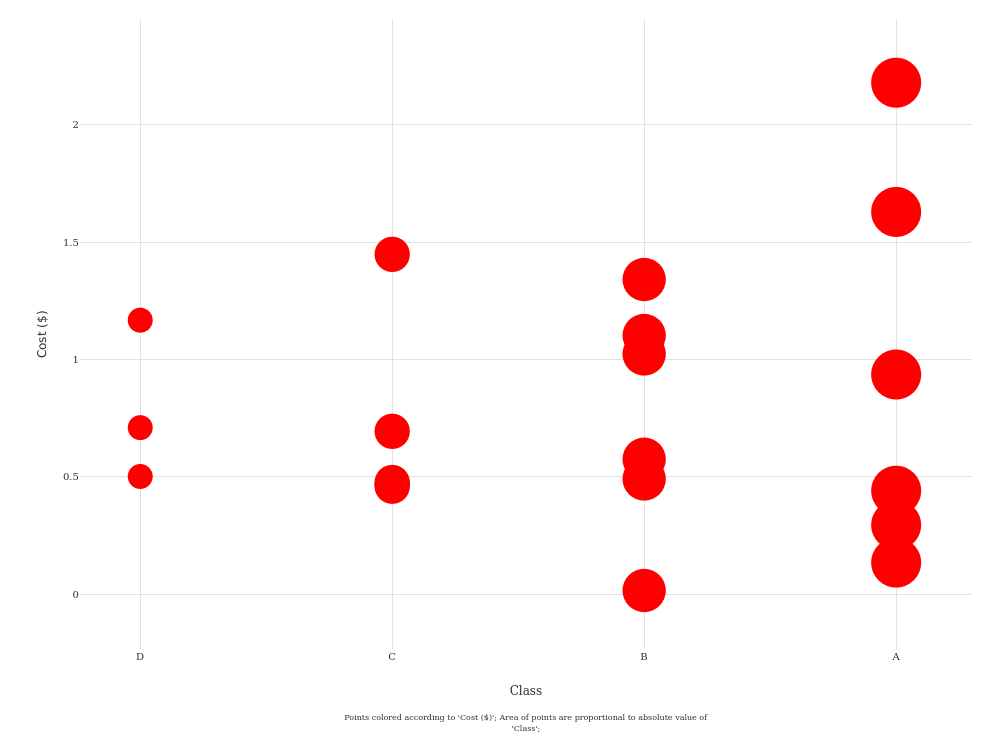 2
1.5
Cost ($)
1
0.5
0
D C B A
Class
Points colored according to 'Cost ($)'; Area of points are proportional to absolute value of
'Class';